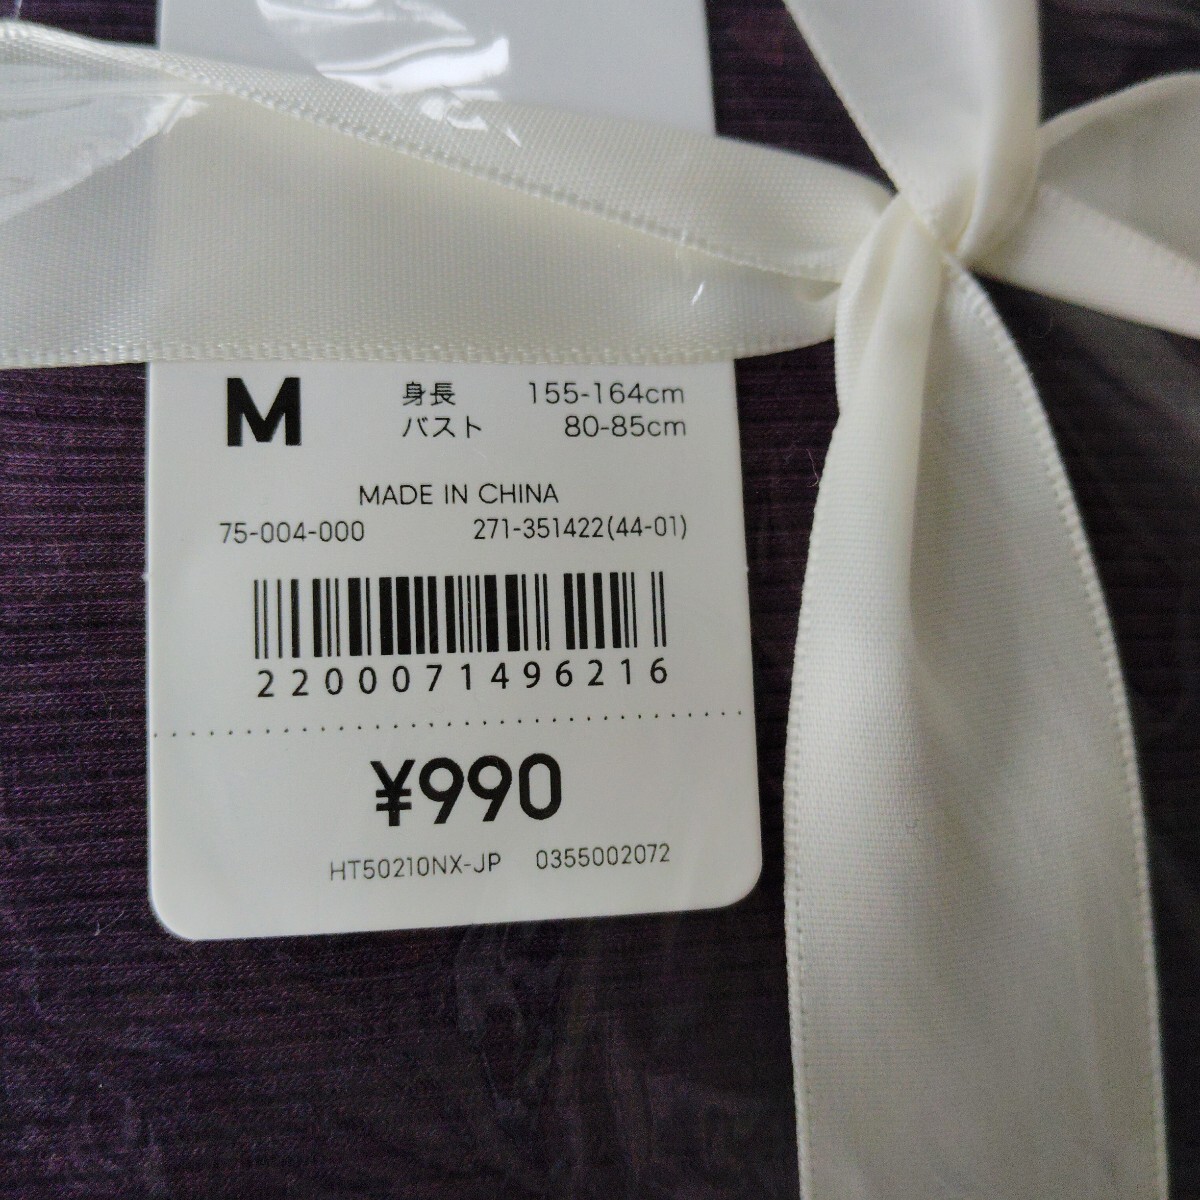 M 身長 155-164cm
バスト 80-85cm
MADE IN CHINA
75-004-000 271-351422(44-01)
2200071496216
¥990
HT50210NX-JP 0355002072